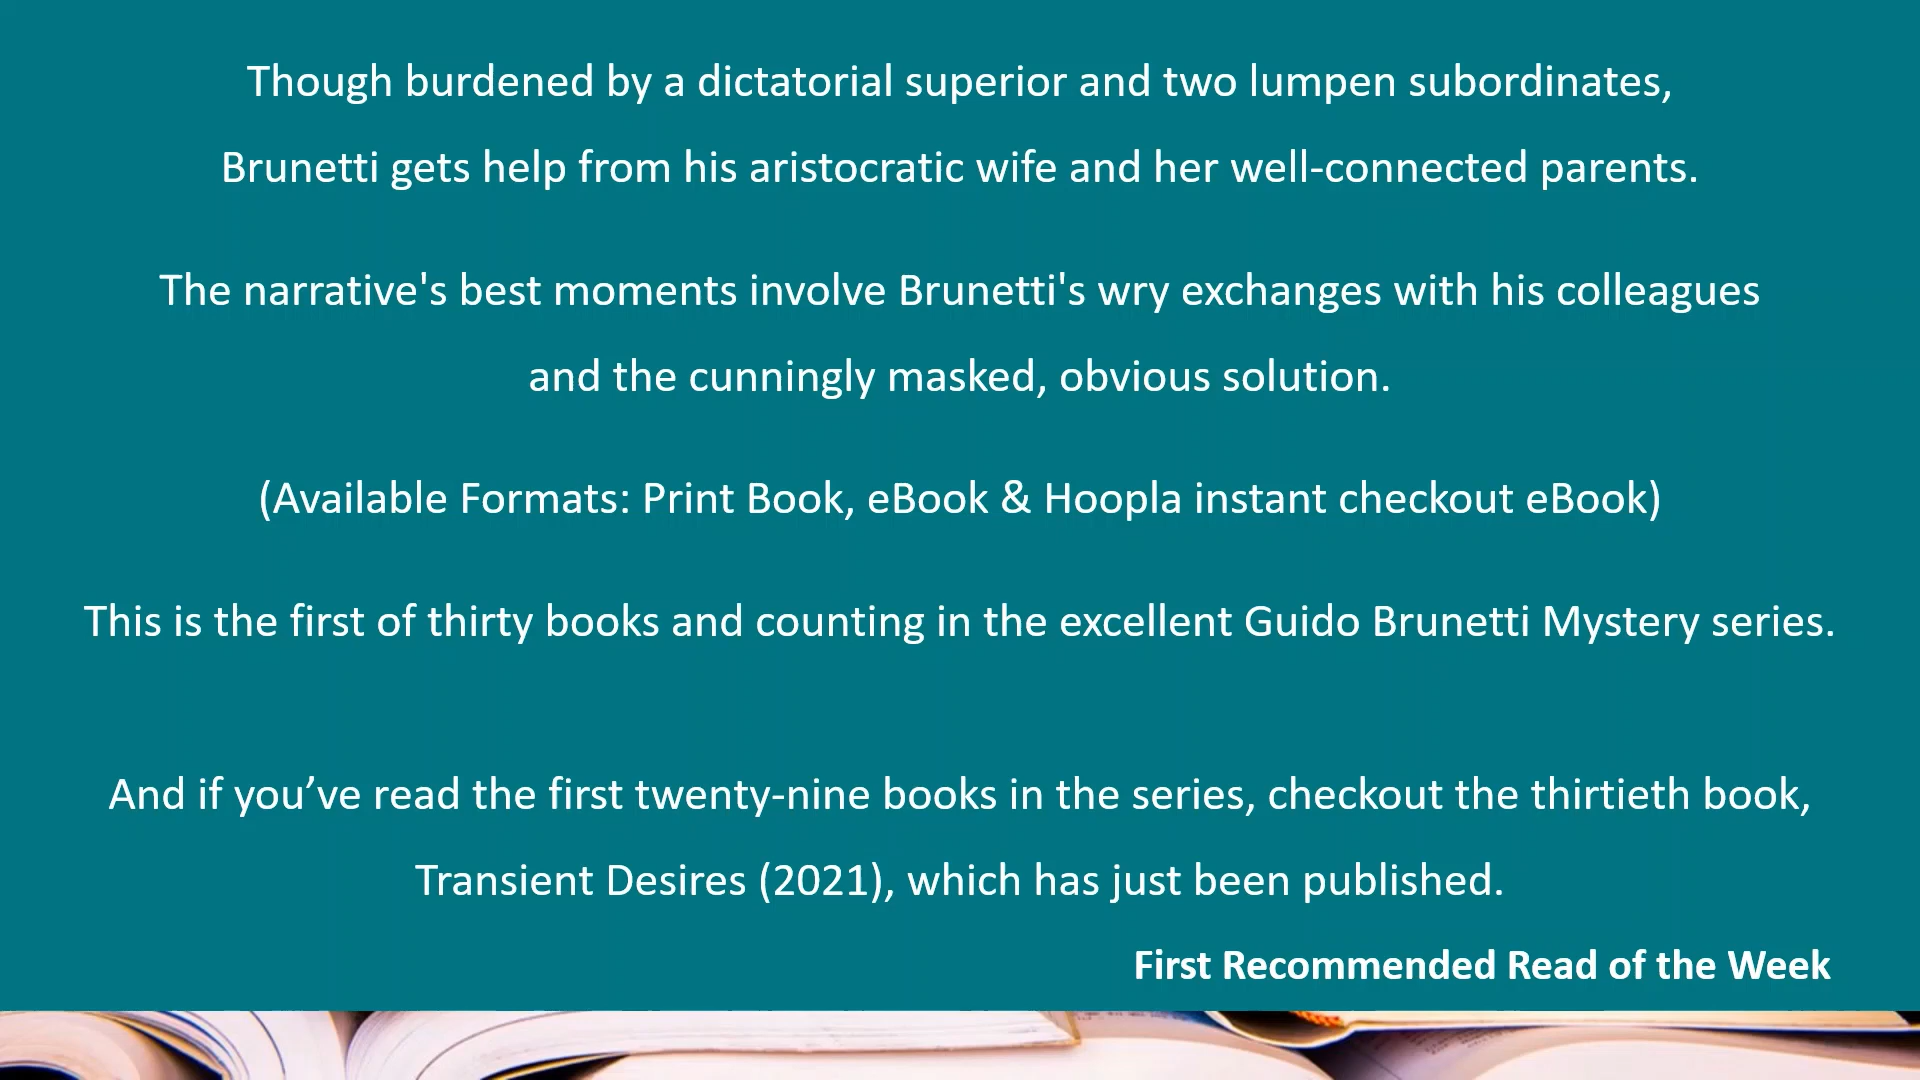 Though burdened by a dictatorial superior and two lumpen subordinates,
Brunetti gets help from his aristocratic wife and her well-connected parents.
The narrative's best moments involve Brunetti's wry exchanges with his colleagues
and the cunningly masked, obvious solution.
(Available Formats: Print Book, eBook & Hoopla instant checkout eBook)
This is the first of thirty books and counting in the excellent Guido Brunetti Mystery series.
And if you’ve read the first twenty-nine books in the series, checkout the thirtieth book,
Transient Desires (2021), which has just been published.
First Recommended Read of the Week